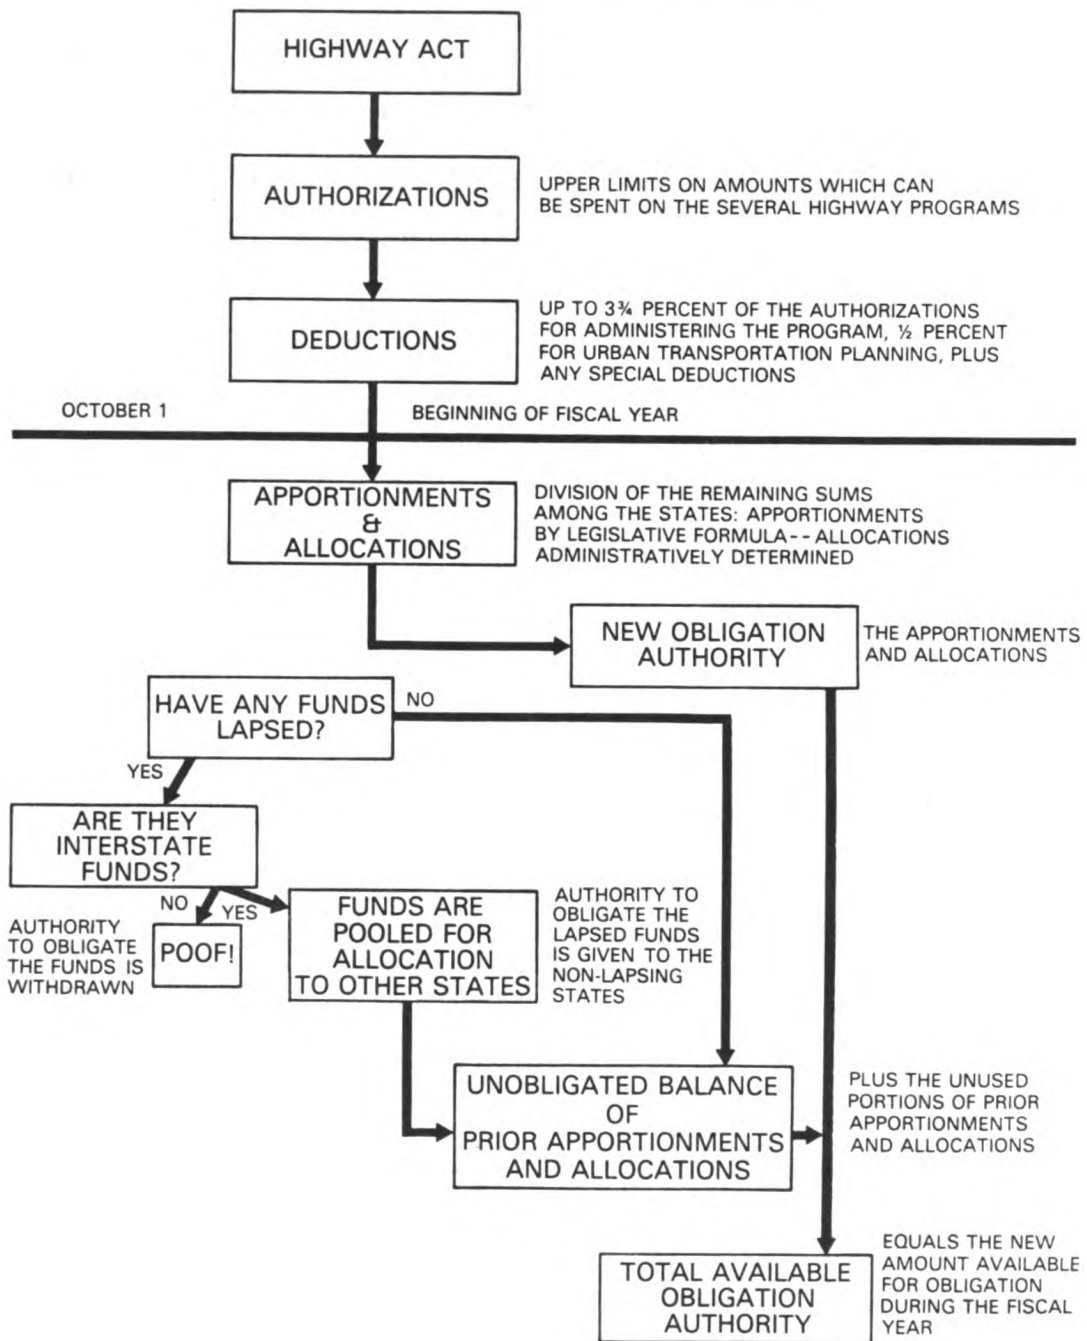 HIGHWAY ACT
AUTHORIZATIONS
UPPER LIMITS ON AMOUNTS WHICH CAN
BE SPENT ON THE SEVERAL HIGHWAY PROGRAMS
DEDUCTIONS
UP TO 3¾ PERCENT OF THE AUTHORIZATIONS
FOR ADMINISTERING THE PROGRAM, ½ PERCENT
FOR URBAN TRANSPORTATION PLANNING, PLUS
ANY SPECIAL DEDUCTIONS
OCTOBER 1
BEGINNING OF FISCAL YEAR
APPORTIONMENTS
&
ALLOCATIONS
DIVISION OF THE REMAINING SUMS
AMONG THE STATES: APPORTIONMENTS
BY LEGISLATIVE FORMULA--ALLOCATIONS
ADMINISTRATIVELY DETERMINED
NEW OBLIGATION
AUTHORITY
THE APPORTIONMENTS
AND ALLOCATIONS
HAVE ANY FUNDS
LAPSED?
NO
YES
ARE THEY
INTERSTATE
FUNDS?
NO
YES
AUTHORITY
TO OBLIGATE
THE FUNDS IS
WITHDRAWN
POOF!
FUNDS ARE
POOLED FOR
ALLOCATION
TO OTHER STATES
AUTHORITY TO
OBLIGATE THE
LAPSED FUNDS
IS GIVEN TO THE
NON-LAPSING
STATES
UNOBLIGATED BALANCE
OF
PRIOR APPORTIONMENTS
AND ALLOCATIONS
PLUS THE UNUSED
PORTIONS OF PRIOR
APPORTIONMENTS
AND ALLOCATIONS
TOTAL AVAILABLE
OBLIGATION
AUTHORITY
EQUALS THE NEW
AMOUNT AVAILABLE
FOR OBLIGATION
DURING THE FISCAL
YEAR